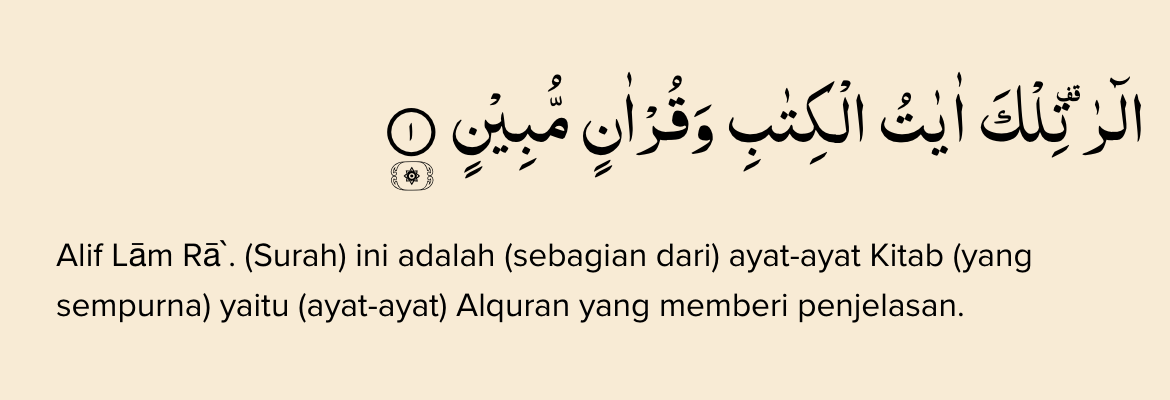 الٓرٰ ۗتِلْكَ اٰيٰتُ الْكِتٰبِ وَقُرْاٰنٍ مُّبِيْنٍ ١
Alif Lām Rā`. (Surah) ini adalah (sebagian dari) ayat-ayat Kitab (yang
sempurna) yaitu (ayat-ayat) Alquran yang memberi penjelasan.